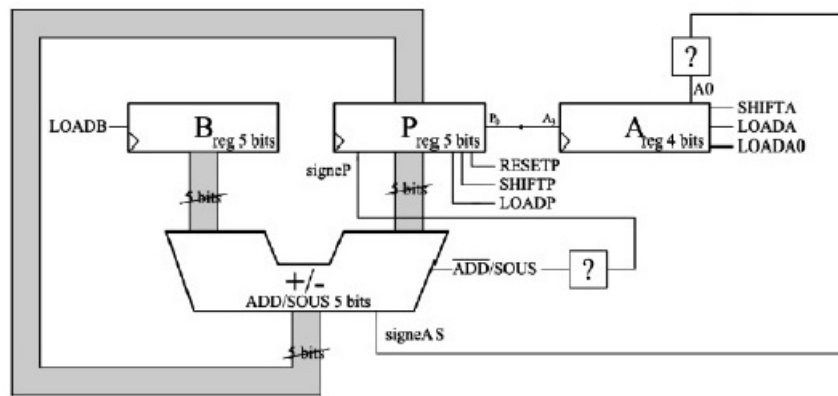 ?
A0
SHIFTA
LOADB
B
reg 5 bits
P
reg 5 bits
P0
A3
A
reg 4 bits
LOADA
LOADA0
signeP
RESETP
5 bits
5 bits
SHIFTP
LOADP
+/-
ADD/SOUS
?
ADD/SOUS 5 bits
signeAS
5 bits